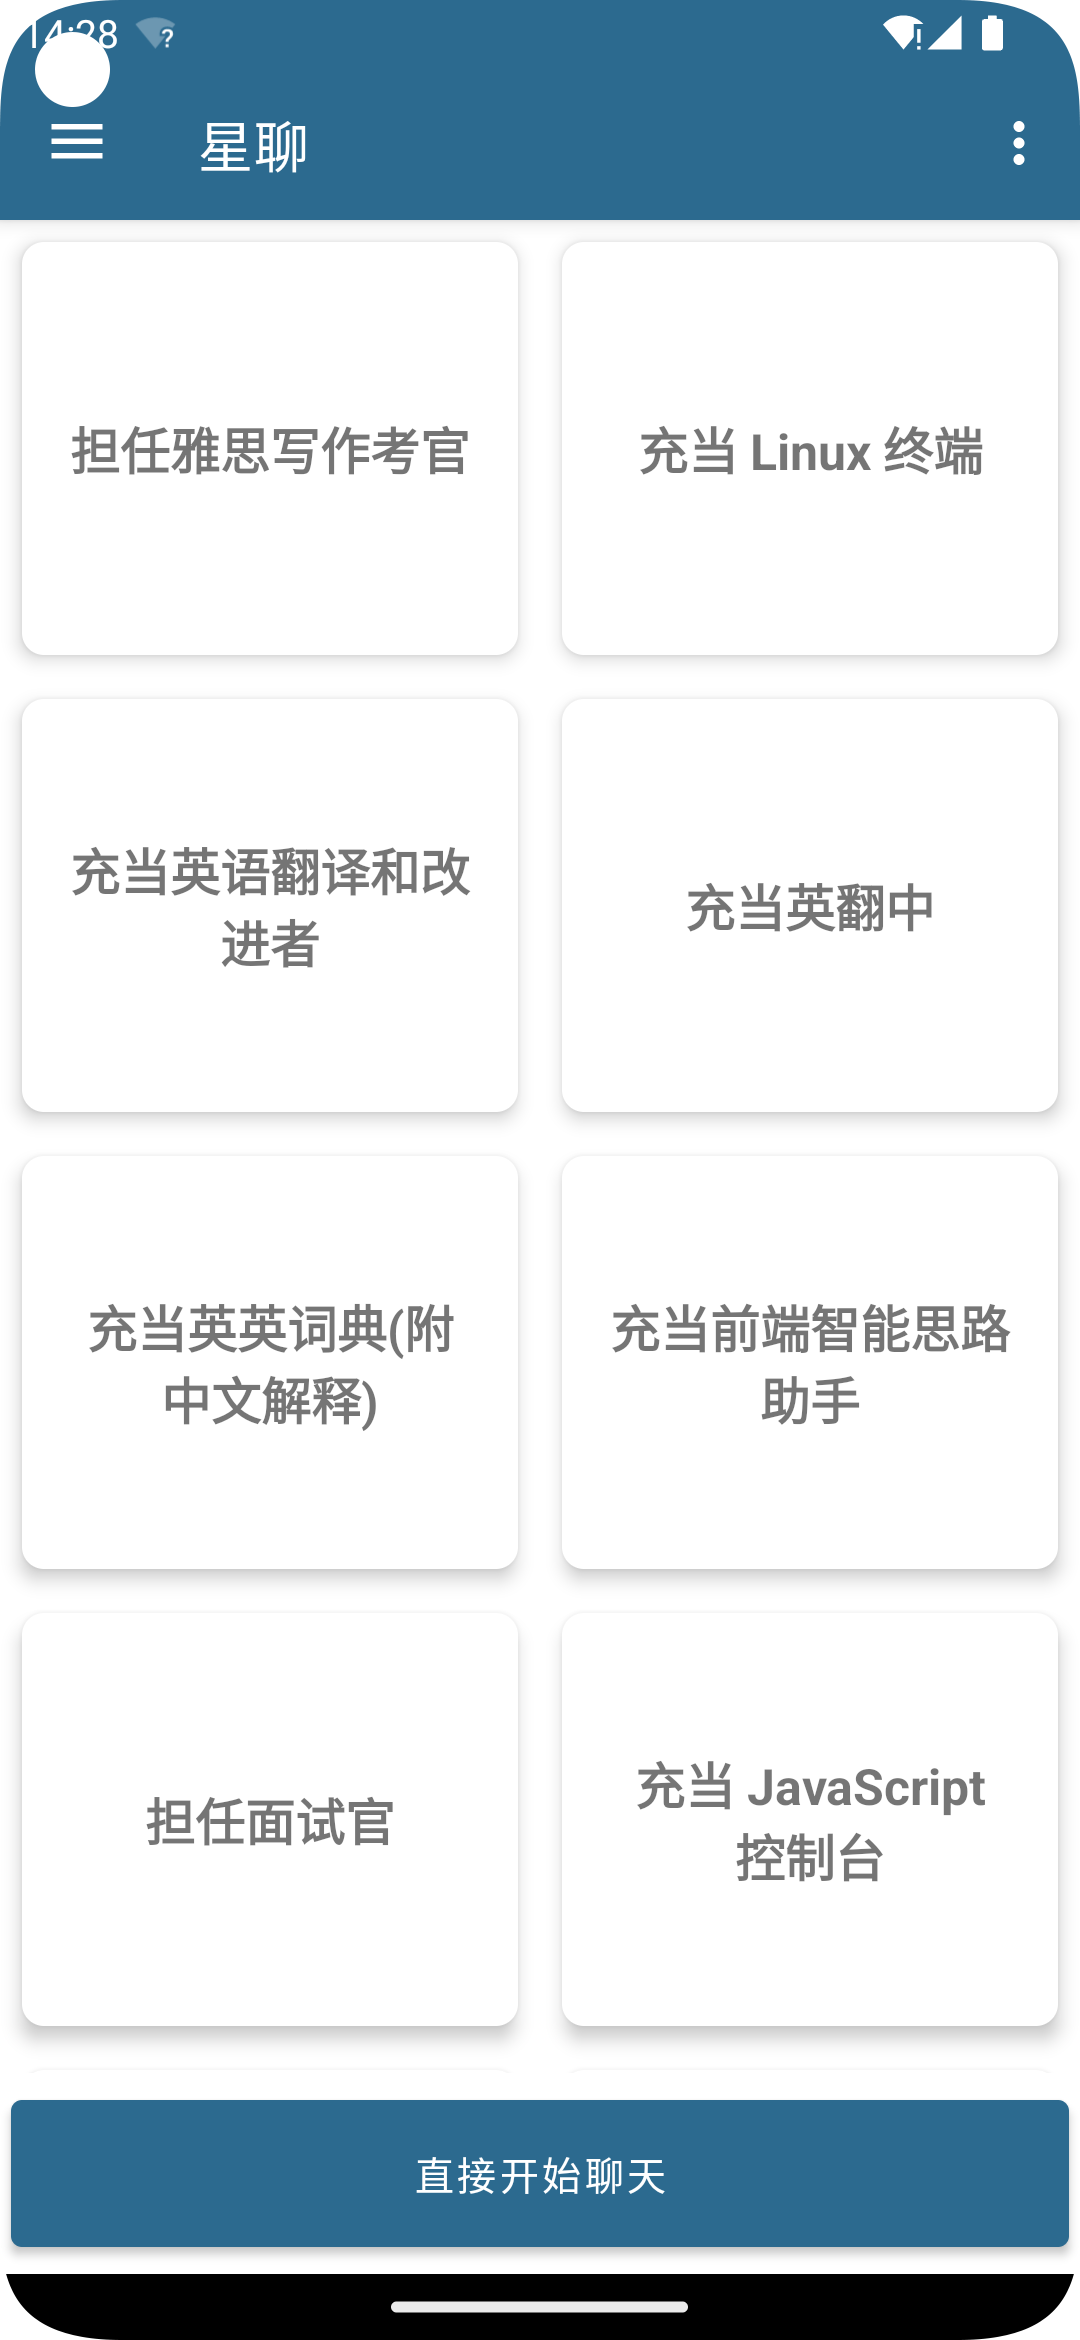 14:28
星聊
担任雅思写作考官
充当 Linux 终端
充当英语翻译和改
进者
充当英翻中
充当英英词典(附
中文解释)
充当前端智能思路
助手
担任面试官
充当 JavaScript
控制台
直接开始聊天